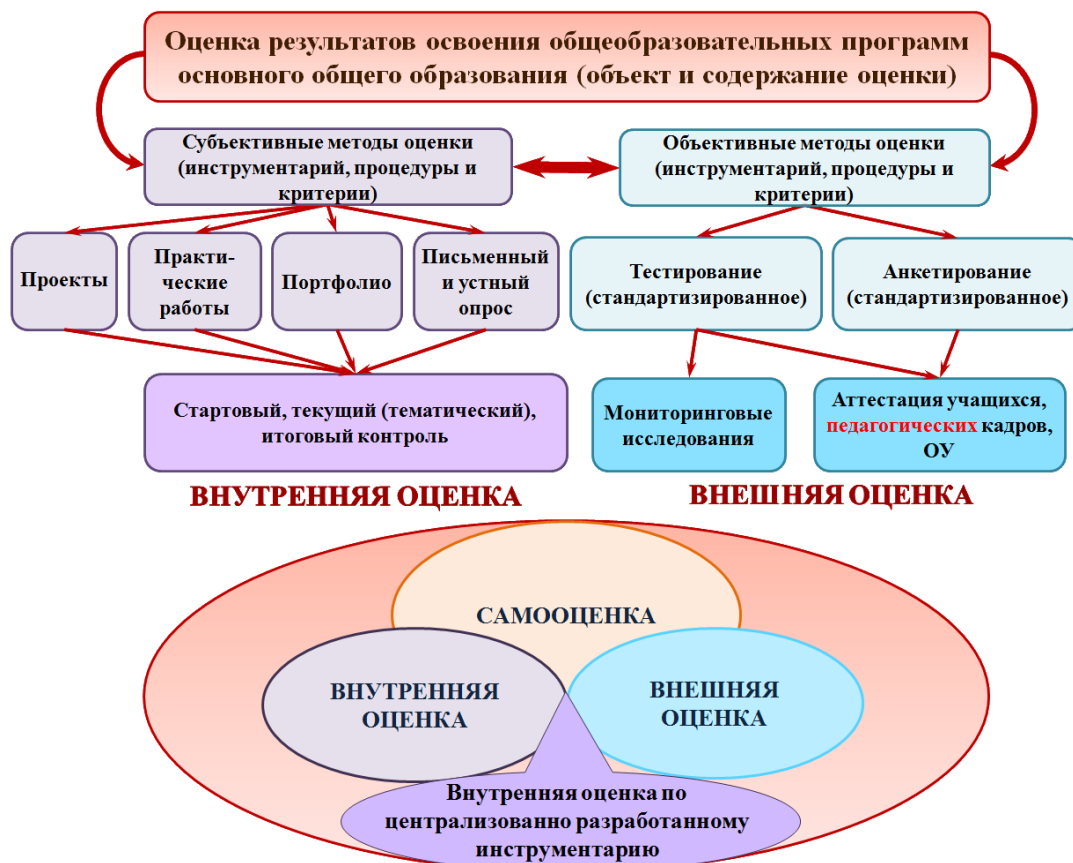 Оценка результатов освоения общеобразовательных программ
основного общего образования (объект и содержание оценки)
Субъективные методы оценки
(инструментарий, процедуры и
критерии)
Объективные методы оценки
(инструментарий, процедуры и
критерии)
Проекты
Практи-
ческие
работы
Портфолио
Письменный
и устный
опрос
Тестирование
(стандартизированное)
Анкетирование
(стандартизированное)
Стартовый, текущий (тематический),
итоговый контроль
Мониторинговые
исследования
Аттестация учащихся,
педагогических кадров,
ОУ
ВНУТРЕННЯЯ ОЦЕНКА
ВНЕШНЯЯ ОЦЕНКА
САМООЦЕНКА
ВНУТРЕННЯЯ
ОЦЕНКА
ВНЕШНЯЯ
ОЦЕНКА
Внутренняя оценка по
централизованно разработанному
инструментарию